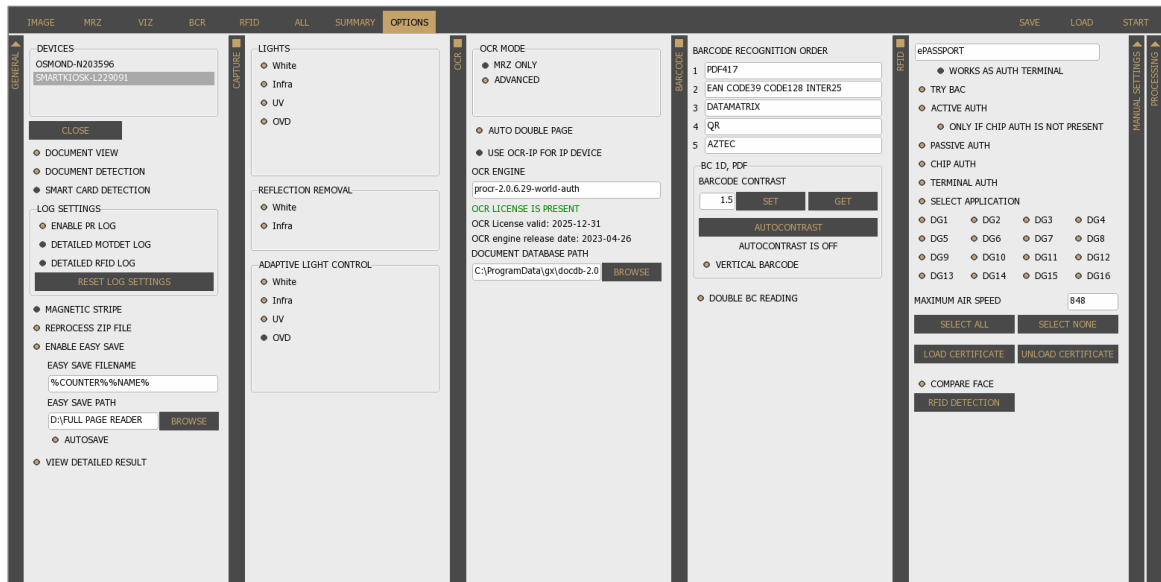 IMAGE MRZ VIZ BCR RFID ALL SUMMARY OPTIONS SAVE LOAD START
GENERAL
DEVICES
OSMOND-N203596
SMARTKIOSK-L229091
CLOSE
DOCUMENT VIEW
DOCUMENT DETECTION
SMART CARD DETECTION
LOG SETTINGS
ENABLE PR LOG
DETAILED MOTDET LOG
DETAILED RFID LOG
RESET LOG SETTINGS
MAGNETIC STRIPE
REPROCESS ZIP FILE
ENABLE EASY SAVE
EASY SAVE FILENAME
%COUNTER%%NAME%
EASY SAVE PATH
D:\FULL PAGE READER BROWSE
AUTOSAVE
VIEW DETAILED RESULT
CAPTURE
LIGHTS
White
Infra
UV
OVD
REFLECTION REMOVAL
White
Infra
ADAPTIVE LIGHT CONTROL
White
Infra
UV
OVD
OCR
OCR MODE
MRZ ONLY
ADVANCED
AUTO DOUBLE PAGE
USE OCR-IP FOR IP DEVICE
OCR ENGINE
procr-2.0.6.29-world-auth
OCR LICENSE IS PRESENT
OCR License valid: 2025-12-31
OCR engine release date: 2023-04-26
DOCUMENT DATABASE PATH
C:\ProgramData\gx\docdb-2.0 BROWSE
BARCODE
BARCODE RECOGNITION ORDER
1 PDF417
2 EAN CODE39 CODE128 INTER25
3 DATAMATRIX
4 QR
5 AZTEC
BC 1D, PDF
BARCODE CONTRAST
1.5 SET GET
AUTOCONTRAST
AUTOCONTRAST IS OFF
VERTICAL BARCODE
DOUBLE BC READING
RFID
ePASSPORT
WORKS AS AUTH TERMINAL
TRY BAC
ACTIVE AUTH
ONLY IF CHIP AUTH IS NOT PRESENT
PASSIVE AUTH
CHIP AUTH
TERMINAL AUTH
SELECT APPLICATION
DG1 DG2 DG3 DG4
DG5 DG6 DG7 DG8
DG9 DG10 DG11 DG12
DG13 DG14 DG15 DG16
MAXIMUM AIR SPEED 848
SELECT ALL SELECT NONE
LOAD CERTIFICATE UNLOAD CERTIFICATE
COMPARE FACE
RFID DETECTION
MANUAL SETTINGS
PROCESSING